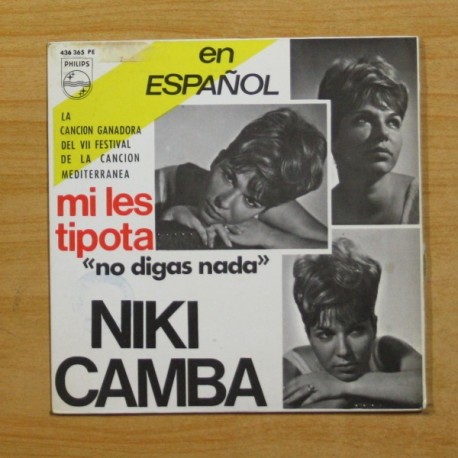 436 365 PE
PHILIPS
en
ESPAÑOL
LA
CANCION GANADORA
DEL VII FESTIVAL
DE LA CANCION
MEDITERRANEA
mi les
tipota
«no digas nada»
NIKI
CAMBA